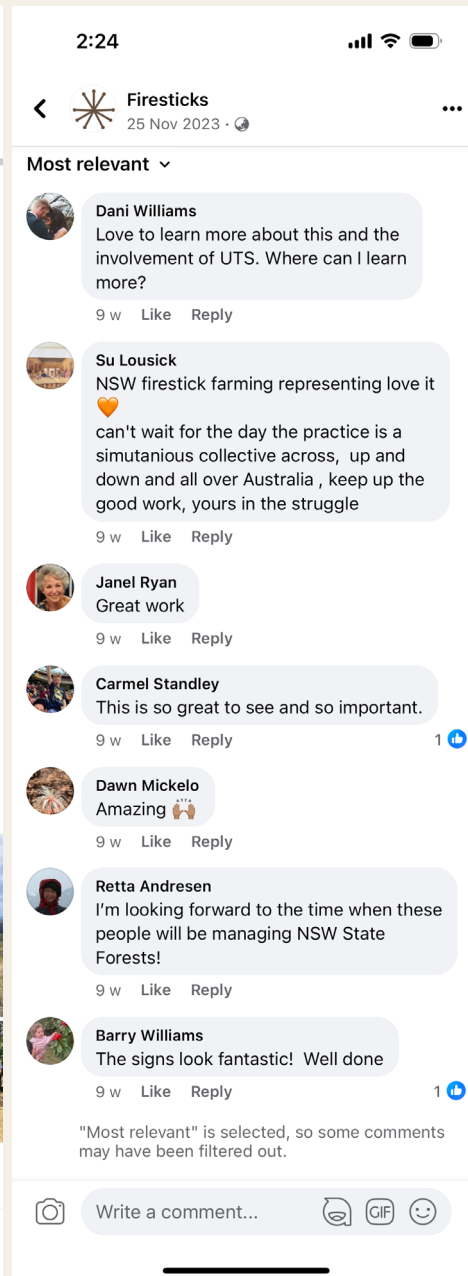 2:24
Firesticks
25 Nov 2023 ·
Most relevant
Dani Williams
Love to learn more about this and the
involvement of UTS. Where can I learn
more?
9 w Like Reply
Su Lousick
NSW firestick farming representing love it
🧡
can't wait for the day the practice is a
simutanious collective across, up and
down and all over Australia , keep up the
good work, yours in the struggle
9 w Like Reply
Janel Ryan
Great work
9 w Like Reply
Carmel Standley
This is so great to see and so important.
9 w Like Reply 1
Dawn Mickelo
Amazing 🙌🏽
9 w Like Reply
Retta Andresen
I'm looking forward to the time when these
people will be managing NSW State
Forests!
9 w Like Reply
Barry Williams
The signs look fantastic! Well done
9 w Like Reply 1
"Most relevant" is selected, so some comments
may have been filtered out.
Write a comment... GIF